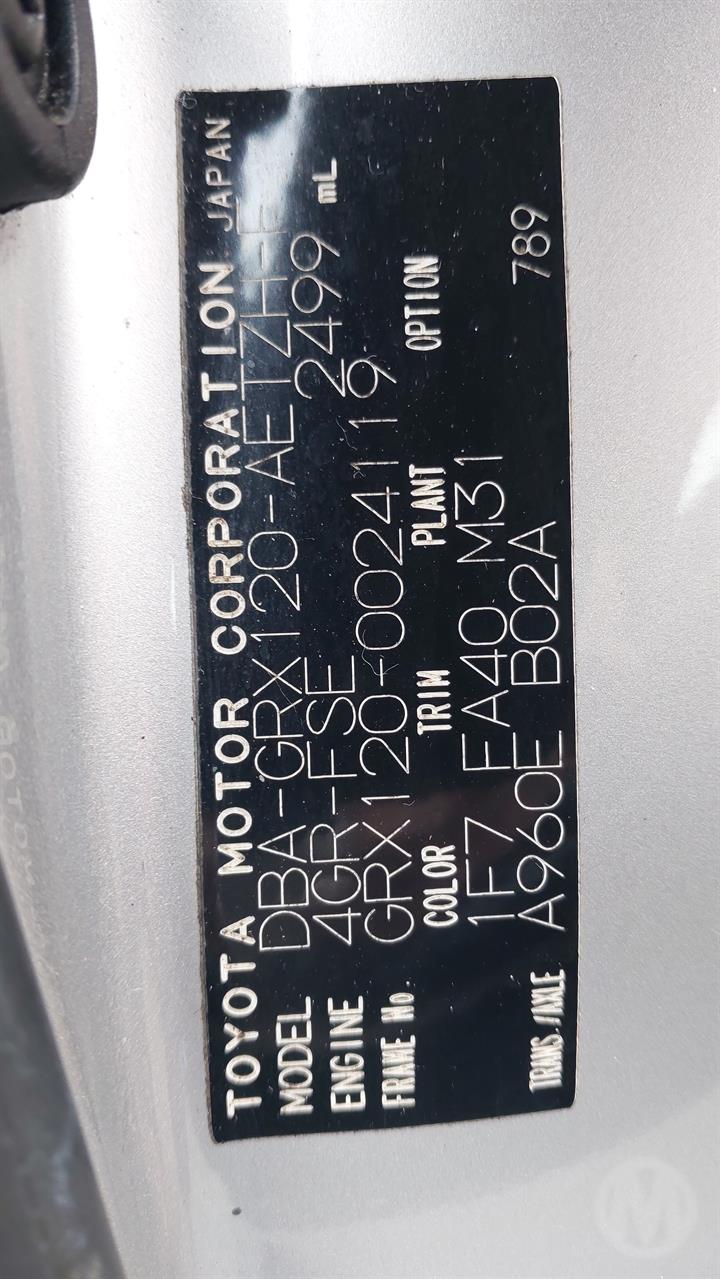 TOYOTA MOTOR CORPORATION JAPAN
MODEL DBA-GRX120-AETZH-F
ENGINE 4GR-FSE 2499 mL
FRAME No. GRX120-0024119
COLOR TRIM PLANT OPTION
1F7 FA40 M31
TRANS/AXLE A960E B02A 789
M